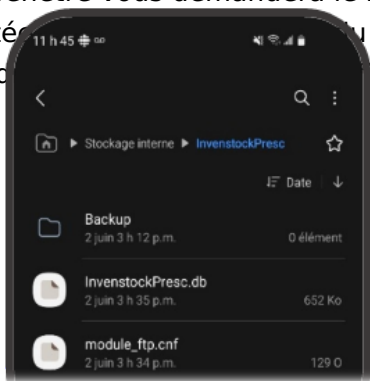 11 h 45
Stockage interne InvenstockPresc
Date
Backup
2 juin 3 h 12 p.m. 0 élément
InvenstockPresc.db
2 juin 3 h 35 p.m. 652 Ko
module_ftp.cnf
2 juin 3 h 34 p.m. 129 O